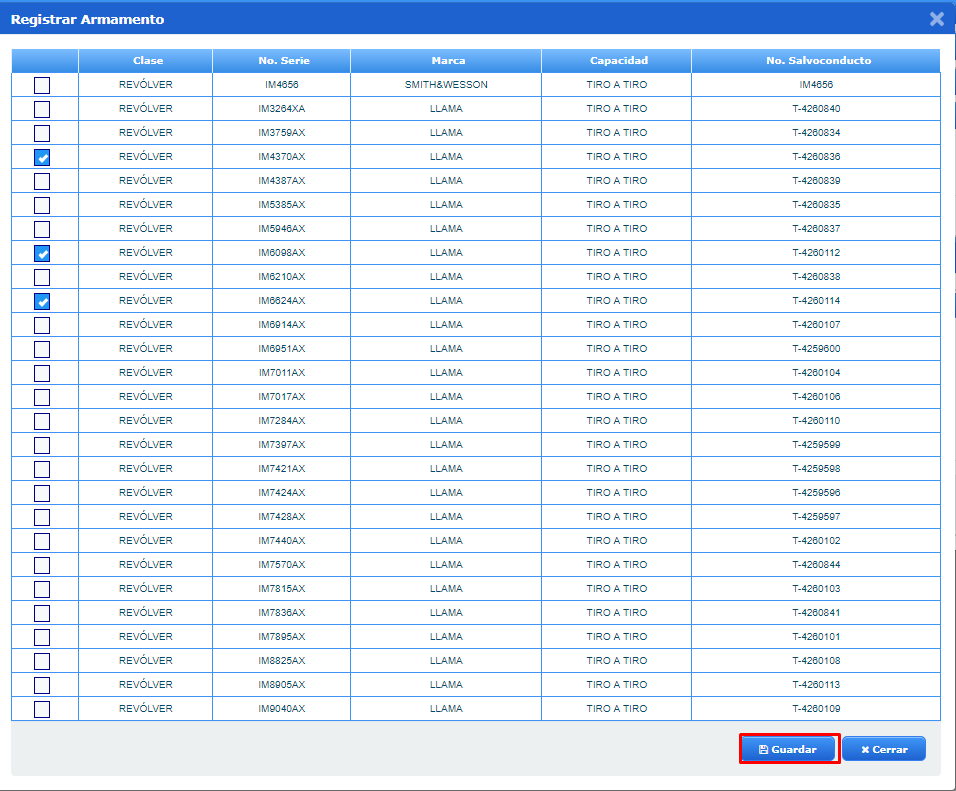 Registrar Armamento
Clase No. Serie Marca Capacidad No. Salvoconducto
REVÓLVER IM4656 SMITH&WESSON TIRO A TIRO IM4656
REVÓLVER IM3264XA LLAMA TIRO A TIRO T-4260840
REVÓLVER IM3759AX LLAMA TIRO A TIRO T-4260834
REVÓLVER IM4370AX LLAMA TIRO A TIRO T-4260836
REVÓLVER IM4387AX LLAMA TIRO A TIRO T-4260839
REVÓLVER IM5385AX LLAMA TIRO A TIRO T-4260835
REVÓLVER IM5946AX LLAMA TIRO A TIRO T-4260837
REVÓLVER IM6098AX LLAMA TIRO A TIRO T-4260112
REVÓLVER IM6210AX LLAMA TIRO A TIRO T-4260838
REVÓLVER IM6624AX LLAMA TIRO A TIRO T-4260114
REVÓLVER IM6914AX LLAMA TIRO A TIRO T-4260107
REVÓLVER IM6951AX LLAMA TIRO A TIRO T-4259600
REVÓLVER IM7011AX LLAMA TIRO A TIRO T-4260104
REVÓLVER IM7017AX LLAMA TIRO A TIRO T-4260106
REVÓLVER IM7284AX LLAMA TIRO A TIRO T-4260110
REVÓLVER IM7397AX LLAMA TIRO A TIRO T-4259599
REVÓLVER IM7421AX LLAMA TIRO A TIRO T-4259598
REVÓLVER IM7424AX LLAMA TIRO A TIRO T-4259596
REVÓLVER IM7428AX LLAMA TIRO A TIRO T-4259597
REVÓLVER IM7440AX LLAMA TIRO A TIRO T-4260102
REVÓLVER IM7570AX LLAMA TIRO A TIRO T-4260844
REVÓLVER IM7815AX LLAMA TIRO A TIRO T-4260103
REVÓLVER IM7836AX LLAMA TIRO A TIRO T-4260841
REVÓLVER IM7895AX LLAMA TIRO A TIRO T-4260101
REVÓLVER IM8825AX LLAMA TIRO A TIRO T-4260108
REVÓLVER IM8905AX LLAMA TIRO A TIRO T-4260113
REVÓLVER IM9040AX LLAMA TIRO A TIRO T-4260109
Guardar Cerrar